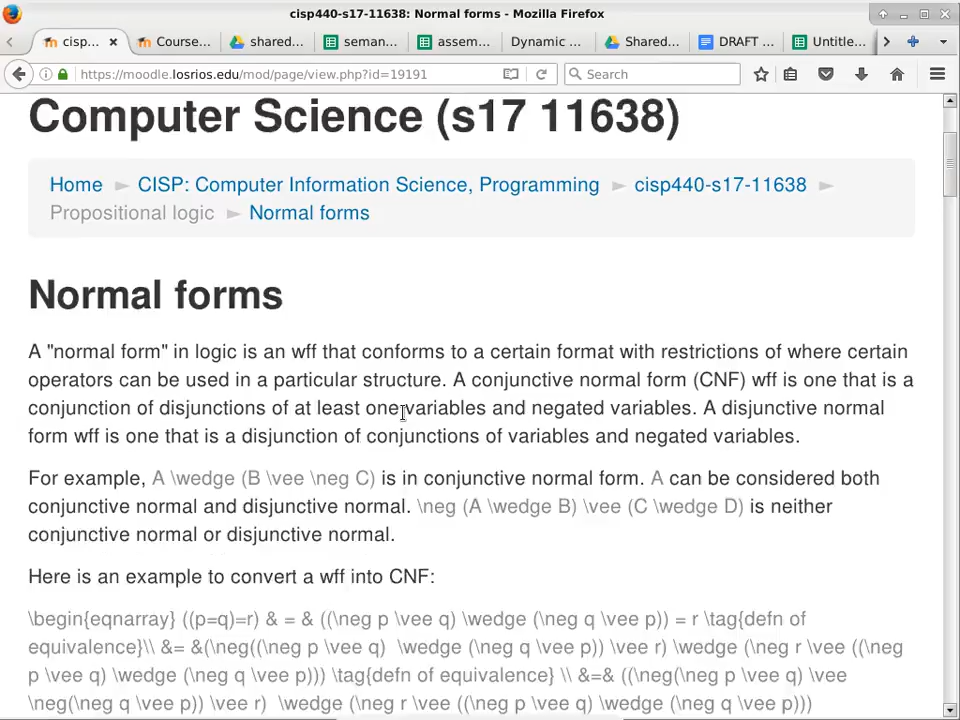 cisp440-s17-11638: Normal forms - Mozilla Firefox
cisp... Course... shared... seman... assem... Dynamic ... Shared... DRAFT ... Untitle...
https://moodle.losrios.edu/mod/page/view.php?id=19191 Search
Computer Science (s17 11638)
Home ► CISP: Computer Information Science, Programming ► cisp440-s17-11638 ►
Propositional logic ► Normal forms
Normal forms
A "normal form" in logic is an wff that conforms to a certain format with restrictions of where certain
operators can be used in a particular structure. A conjunctive normal form (CNF) wff is one that is a
conjunction of disjunctions of at least one variables and negated variables. A disjunctive normal
form wff is one that is a disjunction of conjunctions of variables and negated variables.
For example, A \wedge (B \vee \neg C) is in conjunctive normal form. A can be considered both
conjunctive normal and disjunctive normal. \neg (A \wedge B) \vee (C \wedge D) is neither
conjunctive normal or disjunctive normal.
Here is an example to convert a wff into CNF:
\begin{eqnarray} ((p=q)=r) & = & ((\neg p \vee q) \wedge (\neg q \vee p)) = r \tag{defn of
equivalence}\\ &= &(\neg((\neg p \vee q) \wedge (\neg q \vee p)) \vee r) \wedge (\neg r \vee ((\neg
p \vee q) \wedge (\neg q \vee p))) \tag{defn of equivalence} \\ &=& ((\neg(\neg p \vee q) \vee
\neg(\neg q \vee p)) \vee r) \wedge (\neg r \vee ((\neg p \vee q) \wedge (\neg q \vee p)))